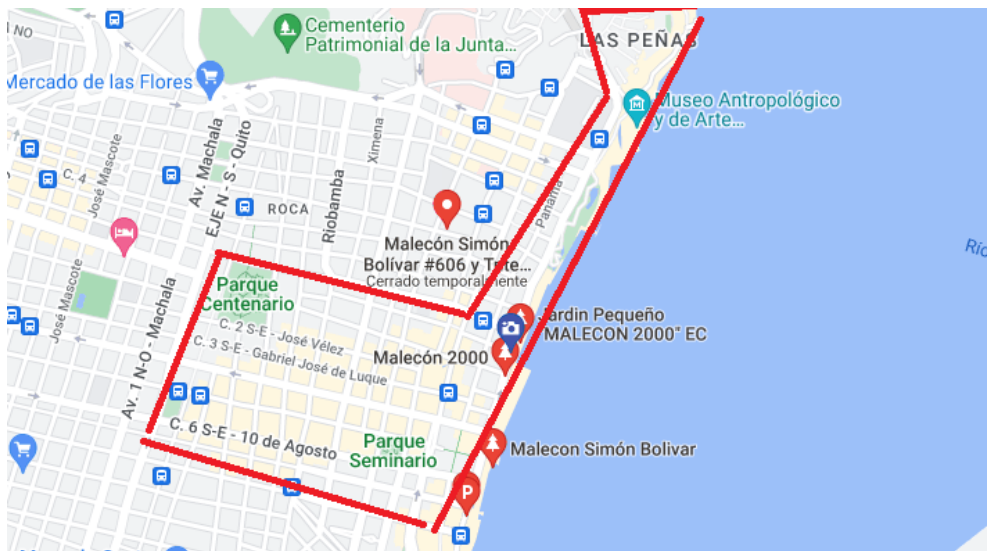 NO
Cementerio
Patrimonial de la Junta...
LAS PEÑAS
Mercado de las Flores
Museo Antropológico
y de Arte...
José Mascote
C. 4
Av. Machala
EJE N - S - Quito
Ximena
Riobamba
ROCA
Panamá
Malecón Simón
Bolívar #606 y Tnte...
Cerrado temporalmente
Río
José Mascote
Av. 1 N-O - Machala
Parque
Centenario
C. 2 S-E - José Vélez
C. 3 S-E - Gabriel José de Luque
Jardin Pequeño
MALECON 2000" EC
Malecón 2000
C. 6 S-E - 10 de Agosto
Parque
Seminario
Malecon Simón Bolivar
P